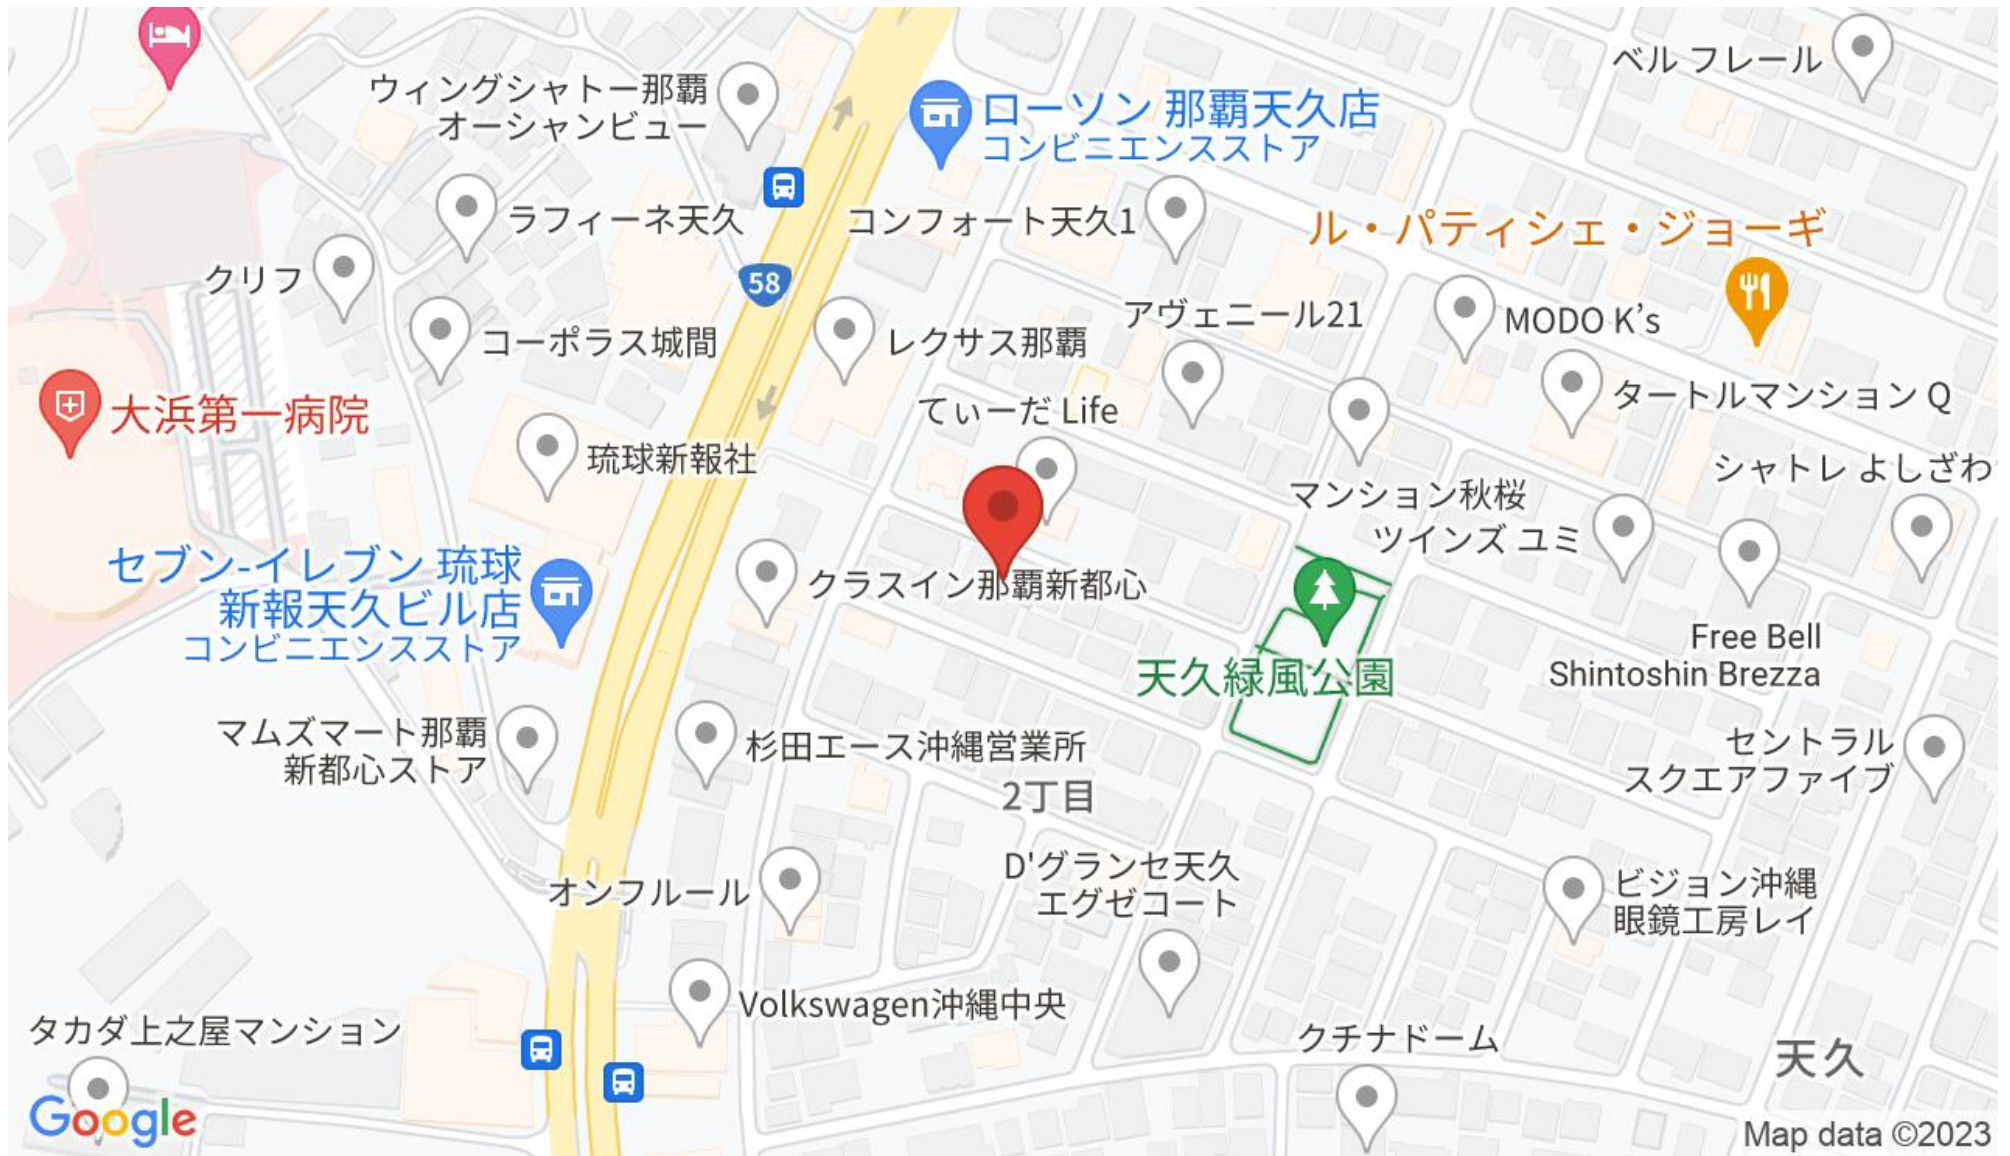 ベル フレール
ウィングシャトー那覇
オーシャンビュー
ローソン 那覇天久店
コンビニエンスストア
ラフィーネ天久
コンフォート天久1
ル・パティシェ・ジョーギ
クリフ
58
アヴェニール21
MODO K's
コーポラス城間
レクサス那覇
大浜第一病院
てぃーだ Life
タートルマンション Q
琉球新報社
シャトレ よしざわ
マンション秋桜
ツインズ ユミ
セブン-イレブン 琉球
新報天久ビル店
コンビニエンスストア
クラスイン那覇新都心
天久緑風公園
Free Bell
Shintoshin Brezza
マムズマート那覇
新都心ストア
杉田エース沖縄営業所
2丁目
セントラル
スクエアファイブ
オンフルール
D'グランセ天久
エグゼコート
ビジョン沖縄
眼鏡工房レイ
Volkswagen沖縄中央
タカダ上之屋マンション
クチナドーム
天久
Google
Map data ©2023